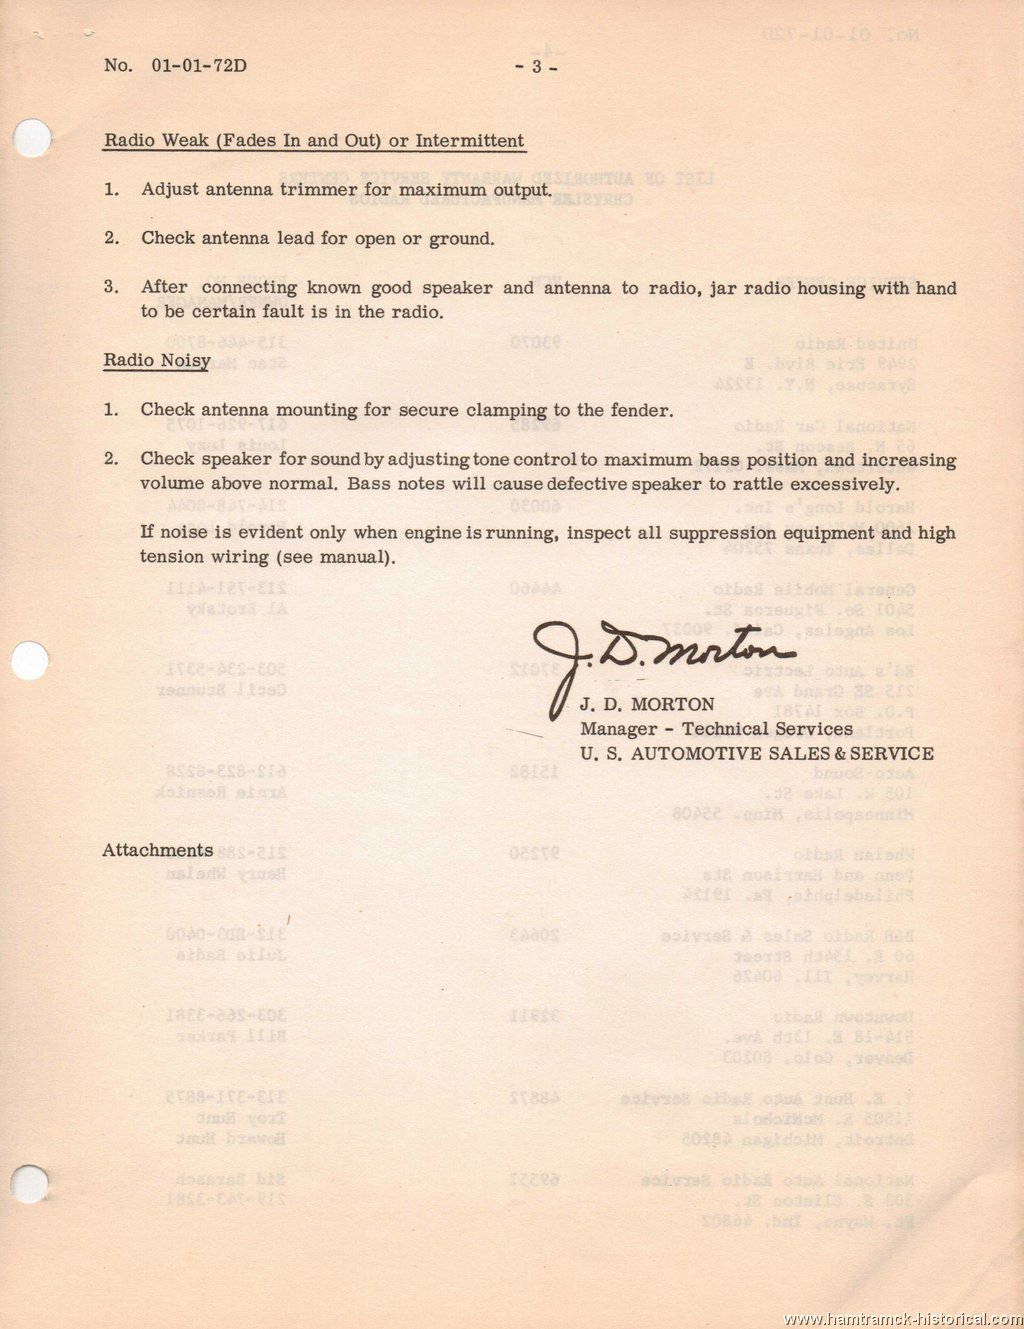 No. 01-01-72D - 3 -
Radio Weak (Fades In and Out) or Intermittent
1. Adjust antenna trimmer for maximum output.
2. Check antenna lead for open or ground.
3. After connecting known good speaker and antenna to radio, jar radio housing with hand
to be certain fault is in the radio.
Radio Noisy
1. Check antenna mounting for secure clamping to the fender.
2. Check speaker for sound by adjusting tone control to maximum bass position and increasing
volume above normal. Bass notes will cause defective speaker to rattle excessively.
If noise is evident only when engine is running, inspect all suppression equipment and high
tension wiring (see manual).
J. D. Morton
J. D. MORTON
Manager - Technical Services
U. S. AUTOMOTIVE SALES & SERVICE
Attachments
www.hamtramck-historical.com